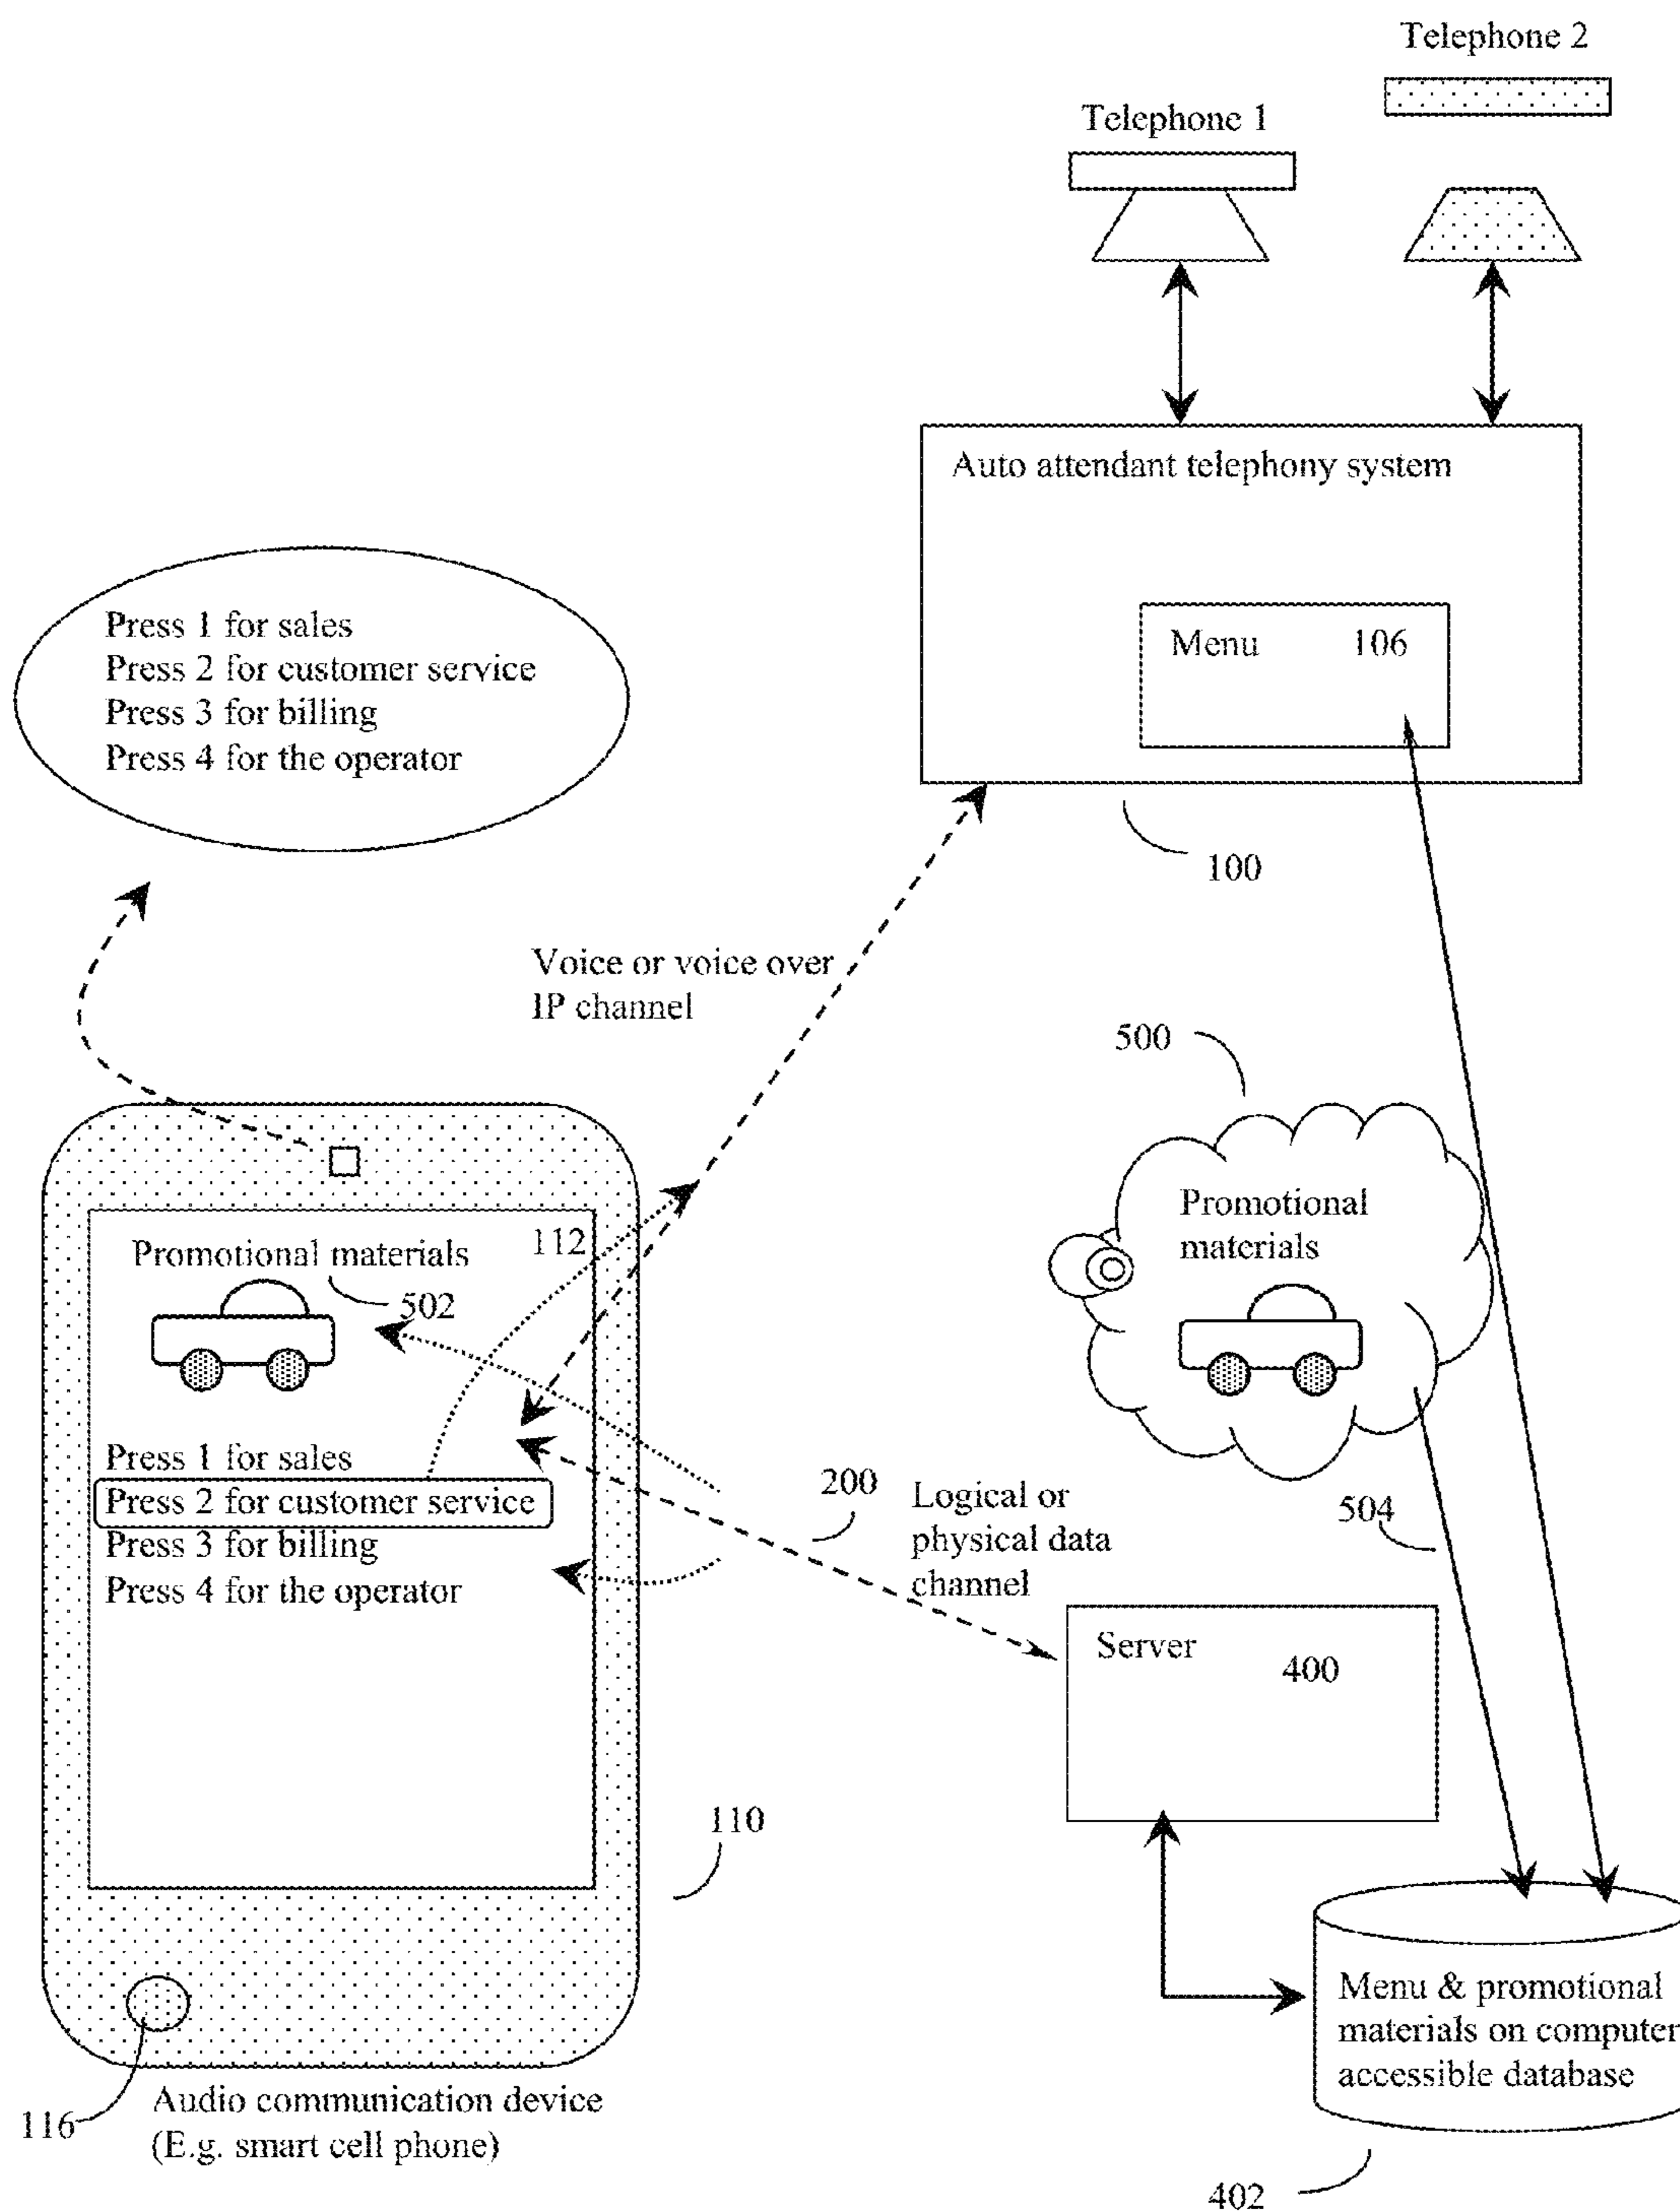 Telephone 2
Telephone 1
Auto attendant telephony system
Menu 106
100
Press 1 for sales
Press 2 for customer service
Press 3 for billing
Press 4 for the operator
Voice or voice over
IP channel
500
Promotional
materials
112
Promotional materials
502
Press 1 for sales
Press 2 for customer service
Press 3 for billing
Press 4 for the operator
200
Logical or
physical data
channel
504
Server
400
110
Menu & promotional
materials on computer
accessible database
402
116
Audio communication device
(E.g. smart cell phone)